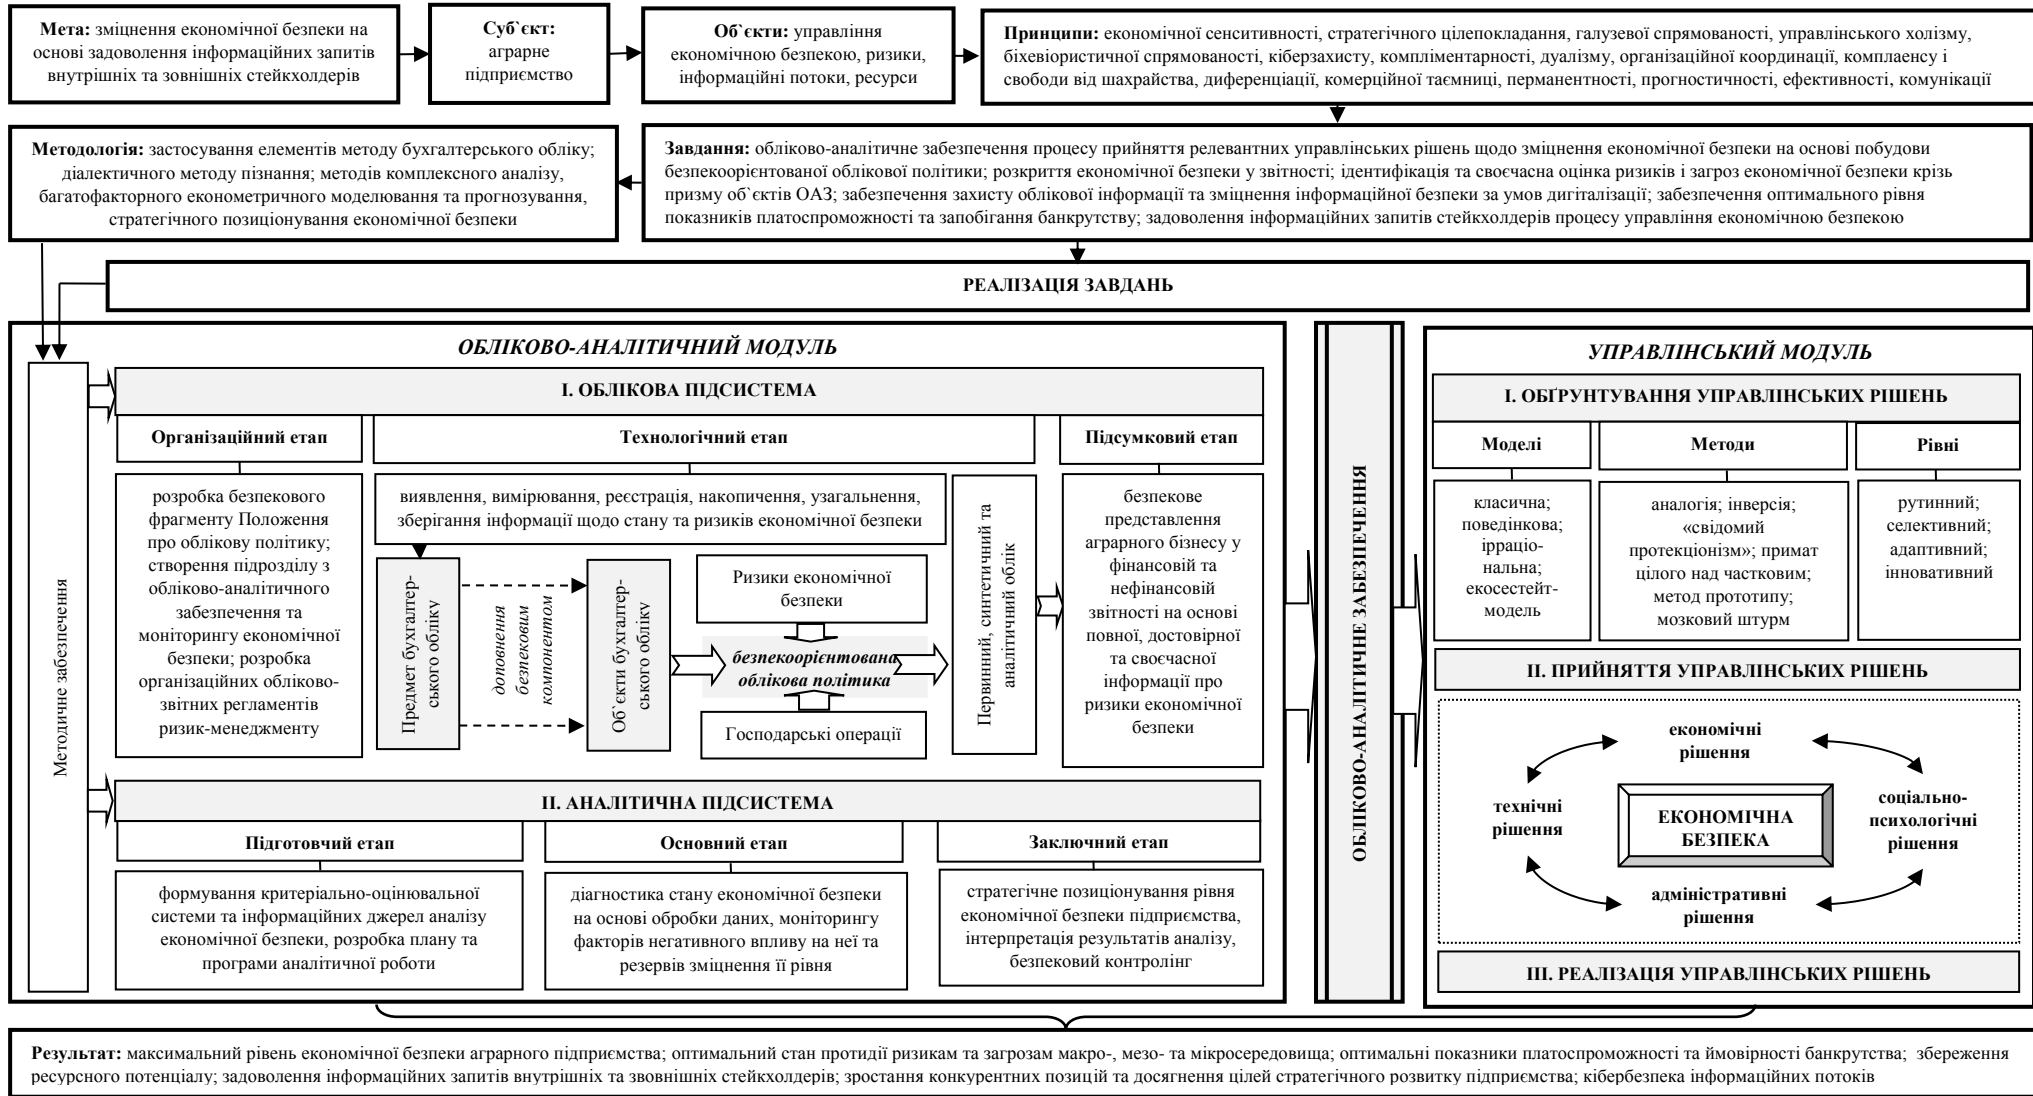 Мета: зміцнення економічної безпеки на
основі задоволення інформаційних запитів
внутрішніх та зовнішніх стейкхолдерів
Суб`єкт:
аграрне
підприємство
Об`єкти: управління
економічною безпекою, ризики,
інформаційні потоки, ресурси
Принципи: економічної сенситивності, стратегічного цілепокладання, галузевої спрямованості, управлінського холізму,
біхевіористичної спрямованості, кіберзахисту, компліментарності, дуалізму, організаційної координації, комплаенсу і
свободи від шахрайства, диференціації, комерційної таємниці, перманентності, прогностичності, ефективності, комунікації
Методологія: застосування елементів методу бухгалтерського обліку;
діалектичного методу пізнання; методів комплексного аналізу,
багатофакторного економетричного моделювання та прогнозування,
стратегічного позиціонування економічної безпеки
Завдання: обліково-аналітичне забезпечення процесу прийняття релевантних управлінських рішень щодо зміцнення економічної безпеки на основі побудови
безпекоорієнтованої облікової політики; розкриття економічної безпеки у звітності; ідентифікація та своєчасна оцінка ризиків і загроз економічної безпеки крізь
призму об`єктів ОАЗ; забезпечення захисту облікової інформації та зміцнення інформаційної безпеки за умов дигіталізації; забезпечення оптимального рівня
показників платоспроможності та запобігання банкрутству; задоволення інформаційних запитів стейкхолдерів процесу управління економічною безпекою
РЕАЛІЗАЦІЯ ЗАВДАНЬ
Методичне забезпечення
ОБЛІКОВО-АНАЛІТИЧНИЙ МОДУЛЬ
І. ОБЛІКОВА ПІДСИСТЕМА
Організаційний етап
розробка безпекового
фрагменту Положення
про облікову політику;
створення підрозділу з
обліково-аналітичного
забезпечення та
моніторингу економічної
безпеки; розробка
організаційних обліково-
звітних регламентів
ризик-менеджменту
Технологічний етап
виявлення, вимірювання, реєстрація, накопичення, узагальнення,
зберігання інформації щодо стану та ризиків економічної безпеки
Предмет бухгалтер-
ського обліку
доповнення
безпековим
компонентом
Об`єкти бухгалтер-
ського обліку
Ризики економічної
безпеки
безпекоорієнтована
облікова політика
Господарські операції
Первинний, синтетичний та
аналітичний облік
Підсумковий етап
безпекове
представлення
аграрного бізнесу у
фінансовій та
нефінансовій
звітності на основі
повної, достовірної
та своєчасної
інформації про
ризики економічної
безпеки
ІІ. АНАЛІТИЧНА ПІДСИСТЕМА
Підготовчий етап
формування критеріально-оцінювальної
системи та інформаційних джерел аналізу
економічної безпеки, розробка плану та
програми аналітичної роботи
Основний етап
діагностика стану економічної безпеки
на основі обробки даних, моніторингу
факторів негативного впливу на неї та
резервів зміцнення її рівня
Заключний етап
стратегічне позиціонування рівня
економічної безпеки підприємства,
інтерпретація результатів аналізу,
безпековий контролінг
ОБЛІКОВО-АНАЛІТИЧНЕ ЗАБЕЗПЕЧЕННЯ
УПРАВЛІНСЬКИЙ МОДУЛЬ
І. ОБҐРУНТУВАННЯ УПРАВЛІНСЬКИХ РІШЕНЬ
Моделі
класична;
поведінкова;
ірраціо-
нальна;
екосестейт-
модель
Методи
аналогія; інверсія;
«свідомий
протекціонізм»; примат
цілого над частковим;
метод прототипу;
мозковий штурм
Рівні
рутинний;
селективний;
адаптивний;
інновативний
ІІ. ПРИЙНЯТТЯ УПРАВЛІНСЬКИХ РІШЕНЬ
економічні
рішення
технічні
рішення
ЕКОНОМІЧНА
БЕЗПЕКА
соціально-
психологічні
рішення
адміністративні
рішення
ІІІ. РЕАЛІЗАЦІЯ УПРАВЛІНСЬКИХ РІШЕНЬ
Результат: максимальний рівень економічної безпеки аграрного підприємства; оптимальний стан протидії ризикам та загрозам макро-, мезо- та мікросередовища; оптимальні показники платоспроможності та ймовірності банкрутства; збереження
ресурсного потенціалу; задоволення інформаційних запитів внутрішніх та звовнішніх стейкхолдерів; зростання конкурентних позицій та досягнення цілей стратегічного розвитку підприємства; кібербезпека інформаційних потоків